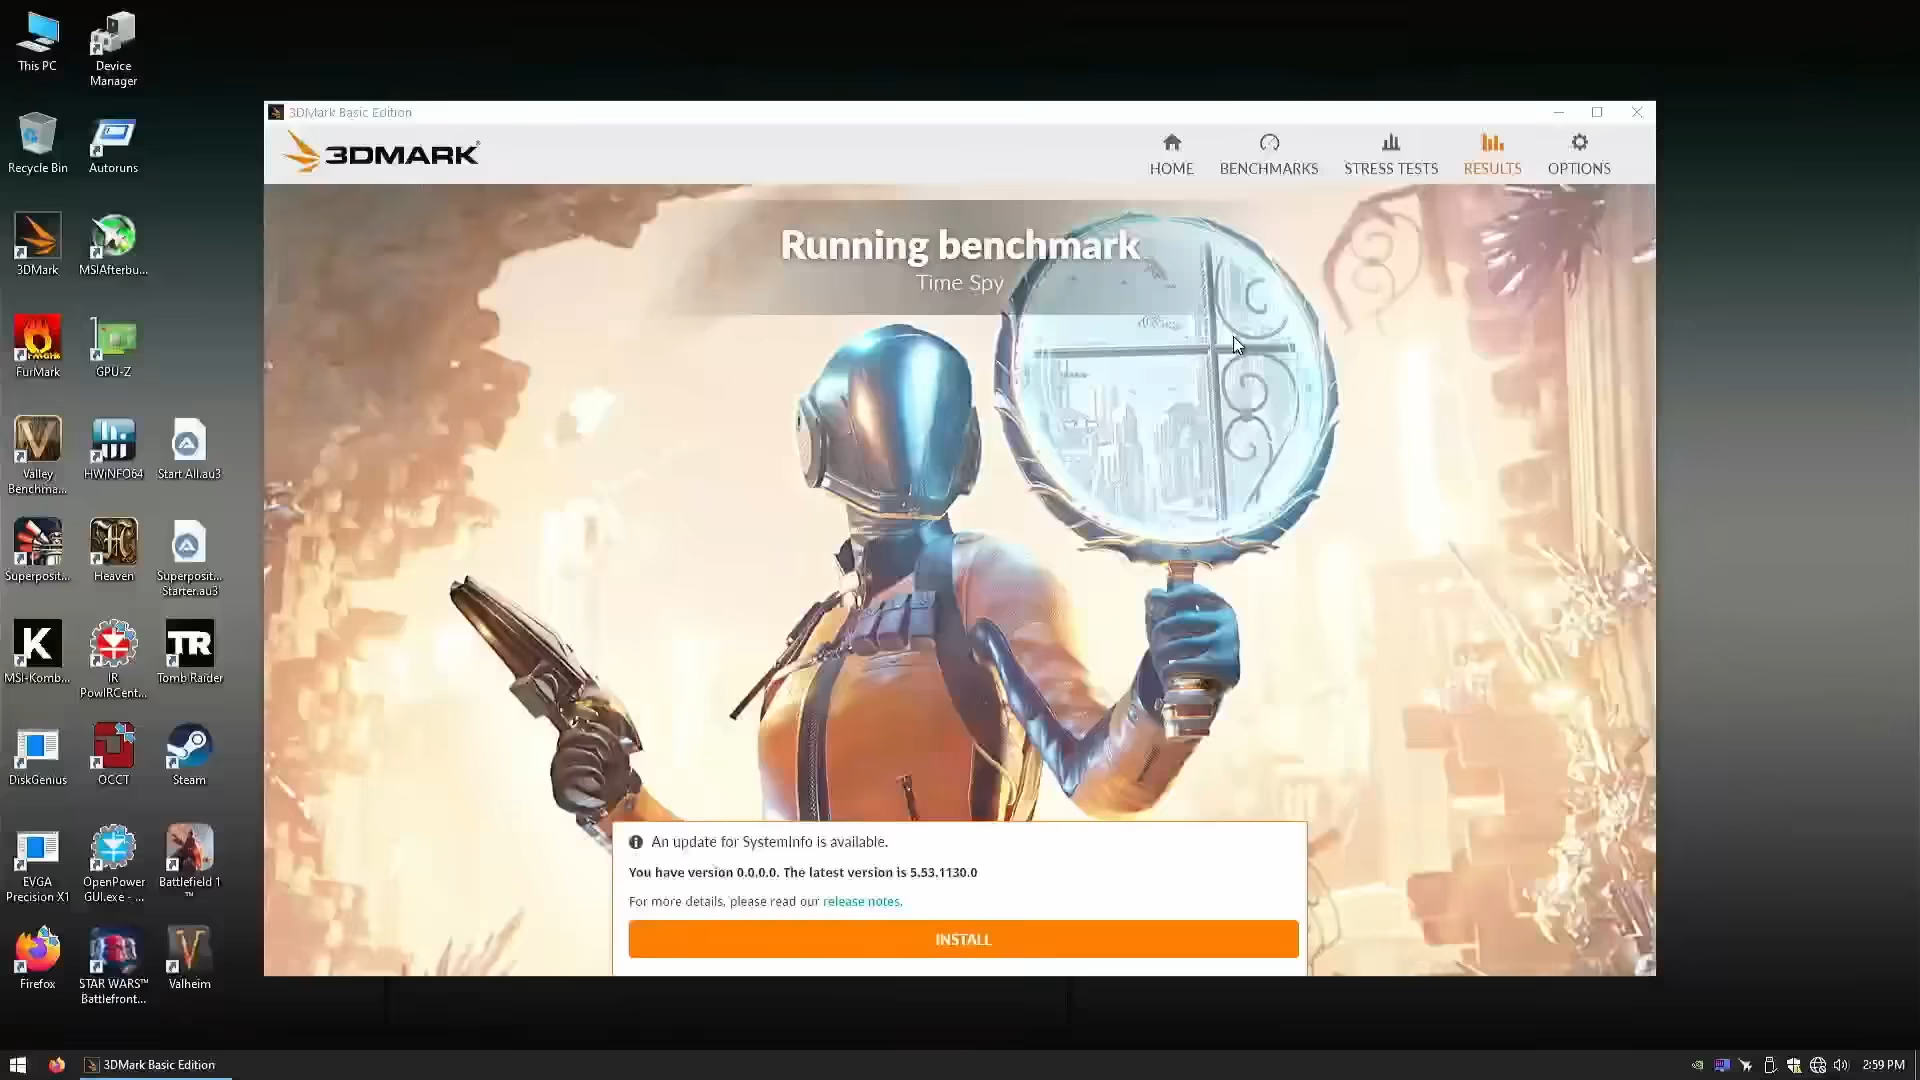 This PC
Device
Manager
Recycle Bin
Autoruns
3DMark
MSIAfterbu...
FurMark
GPU-Z
Valley
Benchma...
HWiNFO64
Start All.au3
Superposit...
Heaven
Superposit...
Starter.au3
MSI-Komb...
IR
PowIRCent...
Tomb Raider
DiskGenius
OCCT
Steam
EVGA
Precision X1
OpenPower
GUI.exe - ...
Battlefield 1
™
Firefox
STAR WARS™
Battlefront...
Valheim
3DMark Basic Edition
3DMARK
HOME
BENCHMARKS
STRESS TESTS
RESULTS
OPTIONS
Running benchmark
Time Spy
An update for SystemInfo is available.
You have version 0.0.0.0. The latest version is 5.53.1130.0
For more details, please read our release notes.
INSTALL
3DMark Basic Edition
2:59 PM